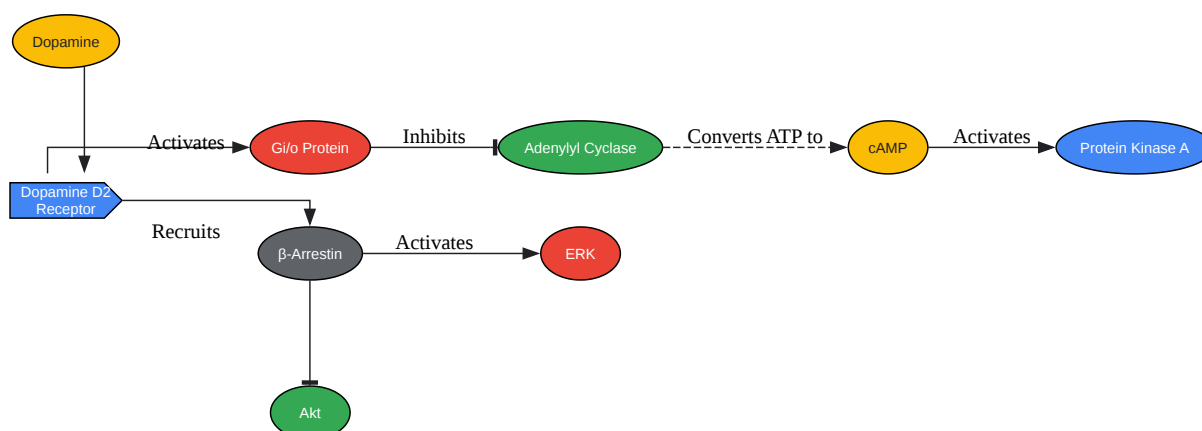 Dopamine
Activates
Gi/o Protein
Inhibits
Adenylyl Cyclase
Converts ATP to
cAMP
Activates
Protein Kinase A
Dopamine D2
Receptor
Recruits
β-Arrestin
Activates
ERK
Akt